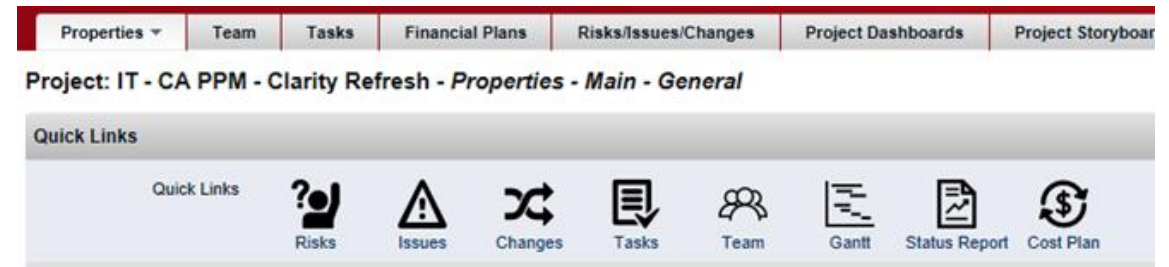 Properties Team Tasks Financial Plans Risks/Issues/Changes Project Dashboards Project Storyboar
Project: IT - CA PPM - Clarity Refresh - Properties - Main - General
Quick Links
Quick Links
Risks Issues Changes Tasks Team Gantt Status Report Cost Plan